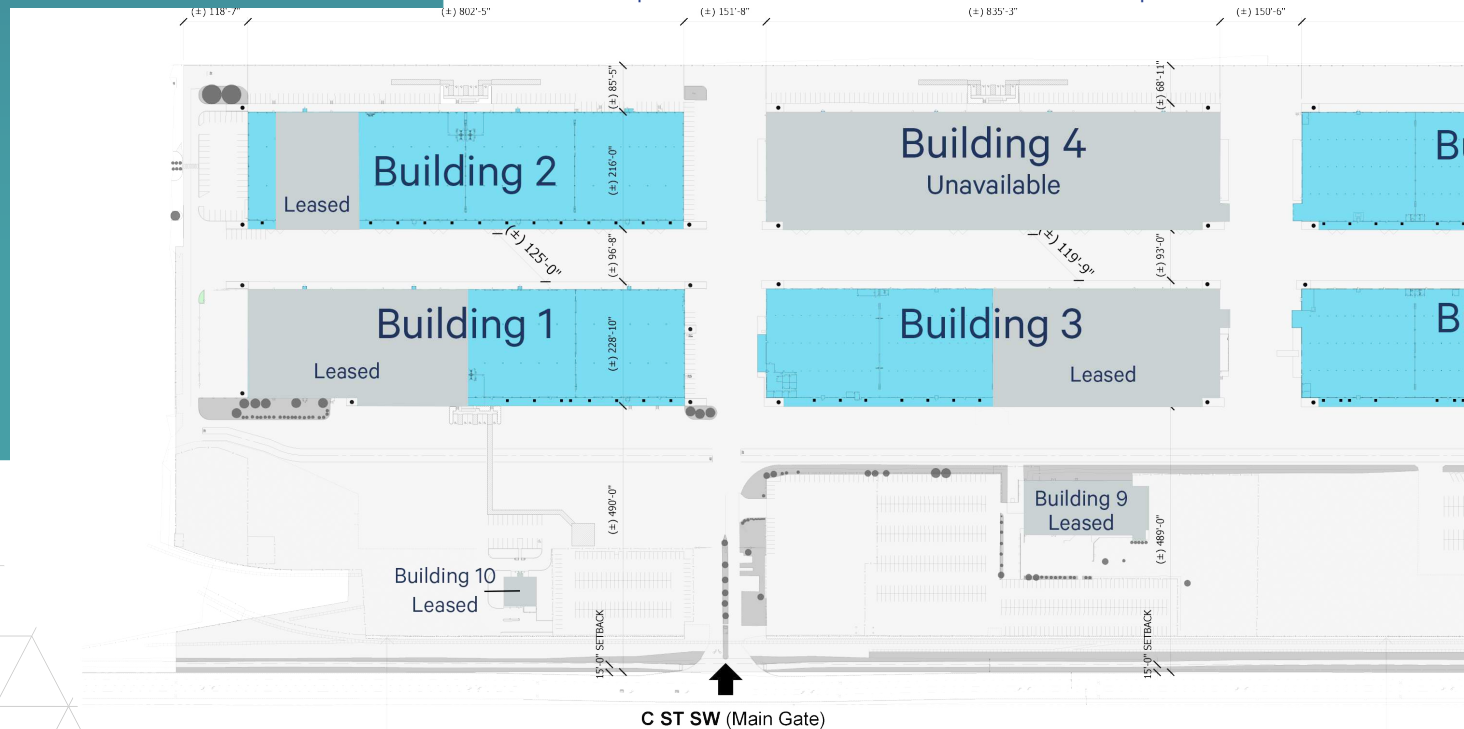 (±) 118'-7"
(±) 802'-5"
(±) 151'-8"
(±) 835'-3"
(±) 150'-6"
(±) 85'-5"
(±) 68'-11"
Building 2
Leased
(±) 216'-0"
Building 4
Unavailable
(±) 125'-0"
(±) 96'-8"
(±) 119'-9"
(±) 93'-0"
Building 1
Leased
(±) 228'-10"
Building 3
Leased
B
(±) 490'-0"
Building 9
Leased
(±) 489'-0"
Building 10
Leased
15'-0" SETBACK
15'-0" SETBACK
C ST SW (Main Gate)